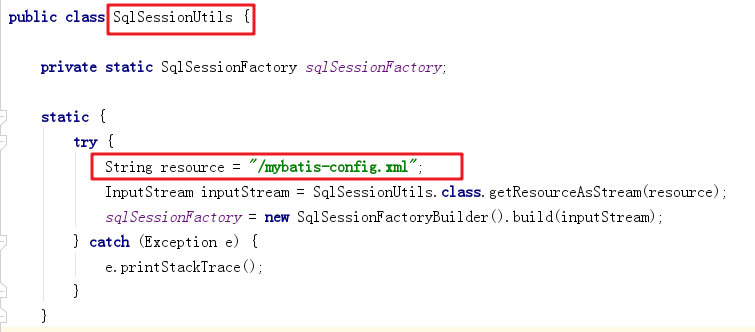 public class SqlSessionUtils {
private static SqlSessionFactory sqlSessionFactory;
static {
try {
String resource = "/mybatis-config.xml";
InputStream inputStream = SqlSessionUtils.class.getResourceAsStream(resource);
sqlSessionFactory = new SqlSessionFactoryBuilder().build(inputStream);
} catch (Exception e) {
e.printStackTrace();
}
}